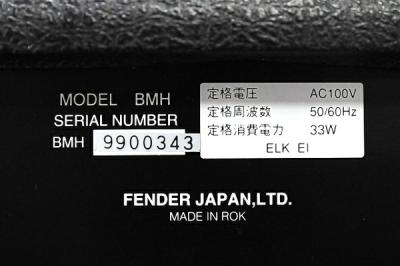 MODEL BMH
SERIAL NUMBER
BMH 9900343
定格電圧 AC100V
定格周波数 50/60Hz
定格消費電力 33W
ELK EI
FENDER JAPAN,LTD.
MADE IN ROK